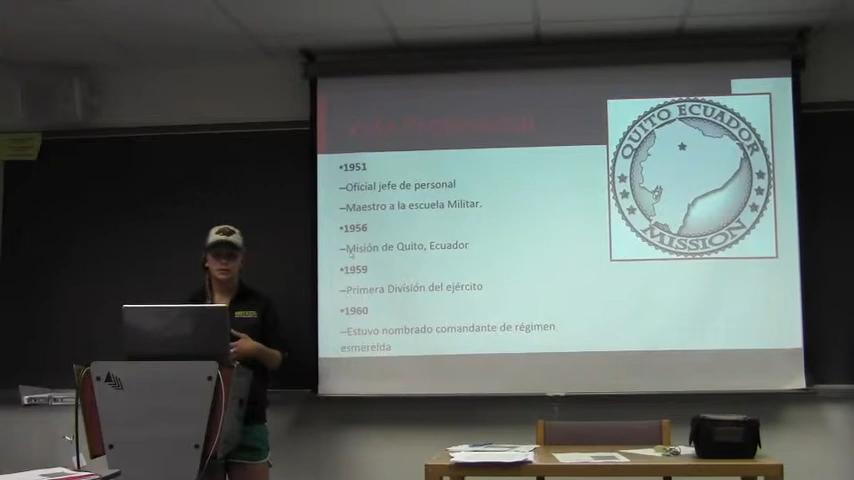 •1951
–Oficial jefe de personal
–Maestro a la escuela Militar.
•1956
–Misión de Quito, Ecuador
•1959
–Primera División del ejército
•1960
–Estuvo nombrado comandante de régimen
esmerelda
QUITO ECUADOR
MISSION